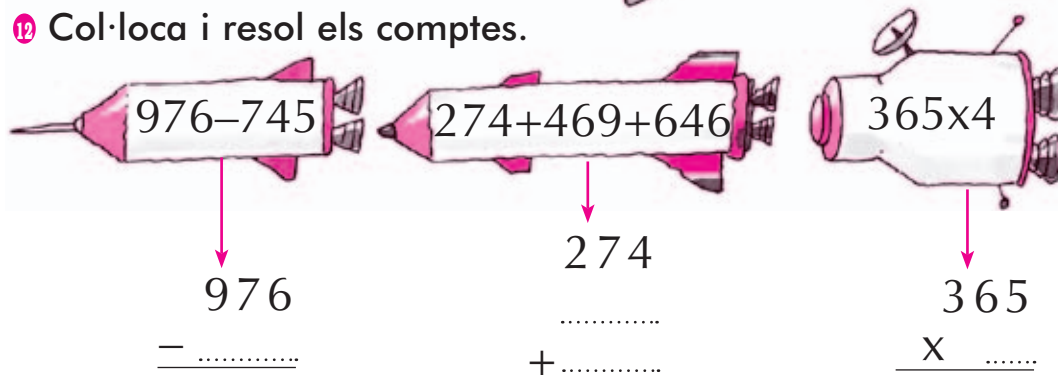 12 Col·loca i resol els comptes.
976–745
274+469+646
365x4
976
– .............
274
.............
+.............
365
x .......